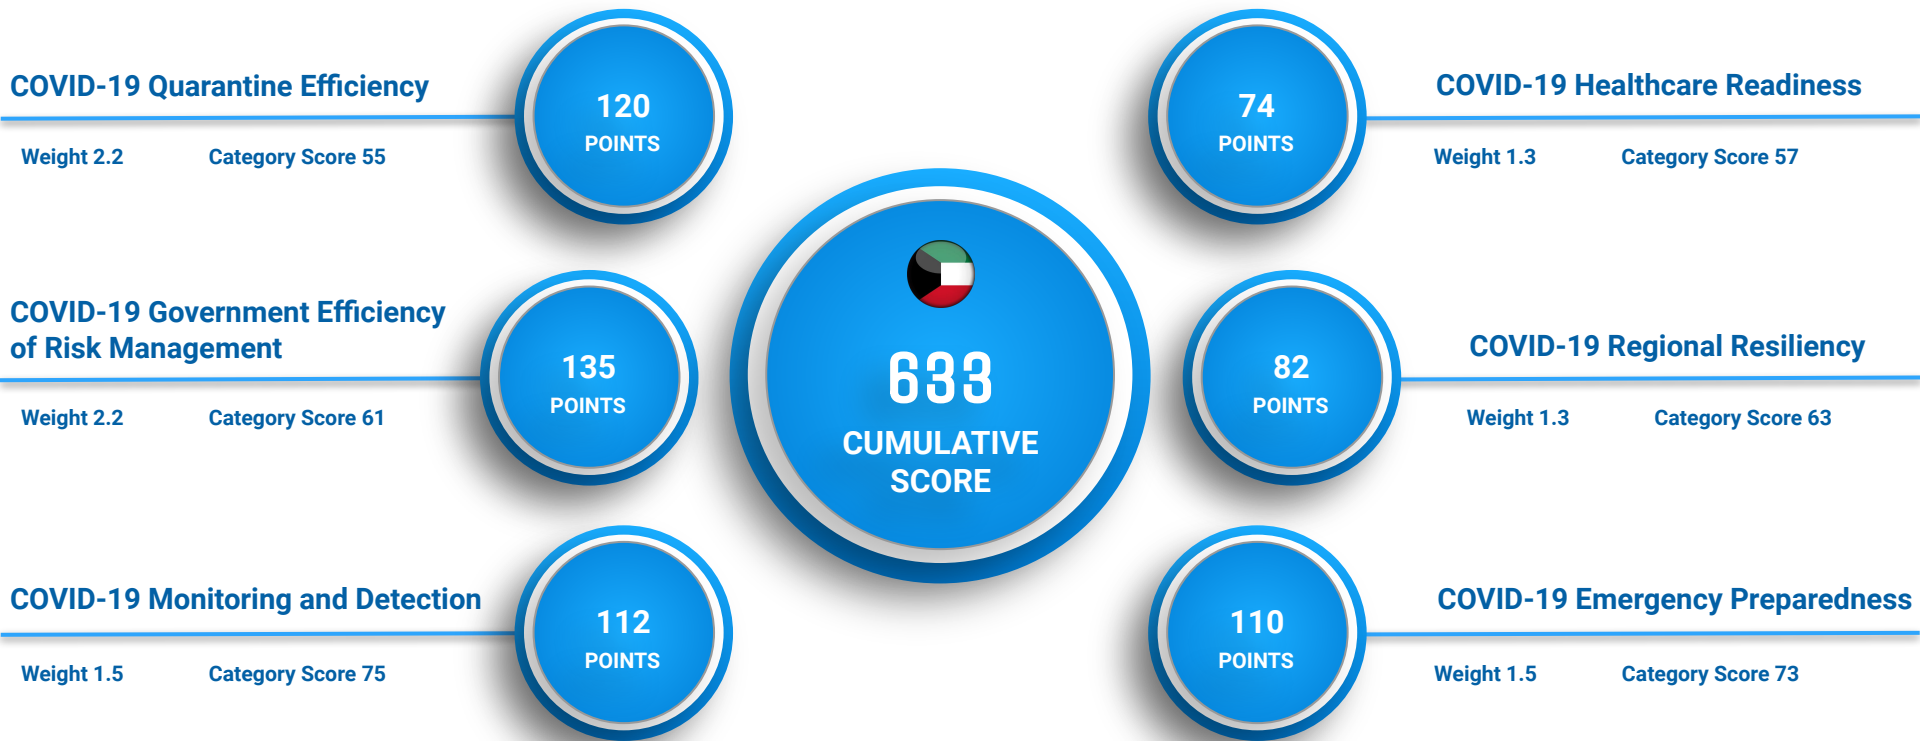 COVID-19 Quarantine Efficiency
Weight 2.2 Category Score 55
120
POINTS
COVID-19 Government Efficiency
of Risk Management
Weight 2.2 Category Score 61
135
POINTS
COVID-19 Monitoring and Detection
Weight 1.5 Category Score 75
112
POINTS
633
CUMULATIVE
SCORE
74
POINTS
COVID-19 Healthcare Readiness
Weight 1.3 Category Score 57
82
POINTS
COVID-19 Regional Resiliency
Weight 1.3 Category Score 63
110
POINTS
COVID-19 Emergency Preparedness
Weight 1.5 Category Score 73